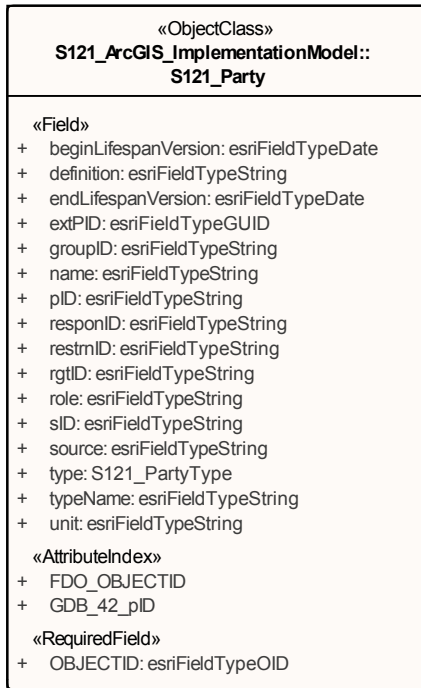 «ObjectClass»
S121_ArcGIS_ImplementationModel::
S121_Party
«Field»
+ beginLifespanVersion: esriFieldTypeDate
+ definition: esriFieldTypeString
+ endLifespanVersion: esriFieldTypeDate
+ extPID: esriFieldTypeGUID
+ groupID: esriFieldTypeString
+ name: esriFieldTypeString
+ pID: esriFieldTypeString
+ responID: esriFieldTypeString
+ restrnID: esriFieldTypeString
+ rgtID: esriFieldTypeString
+ role: esriFieldTypeString
+ sID: esriFieldTypeString
+ source: esriFieldTypeString
+ type: S121_PartyType
+ typeName: esriFieldTypeString
+ unit: esriFieldTypeString
«AttributeIndex»
+ FDO_OBJECTID
+ GDB_42_pID
«RequiredField»
+ OBJECTID: esriFieldTypeOID